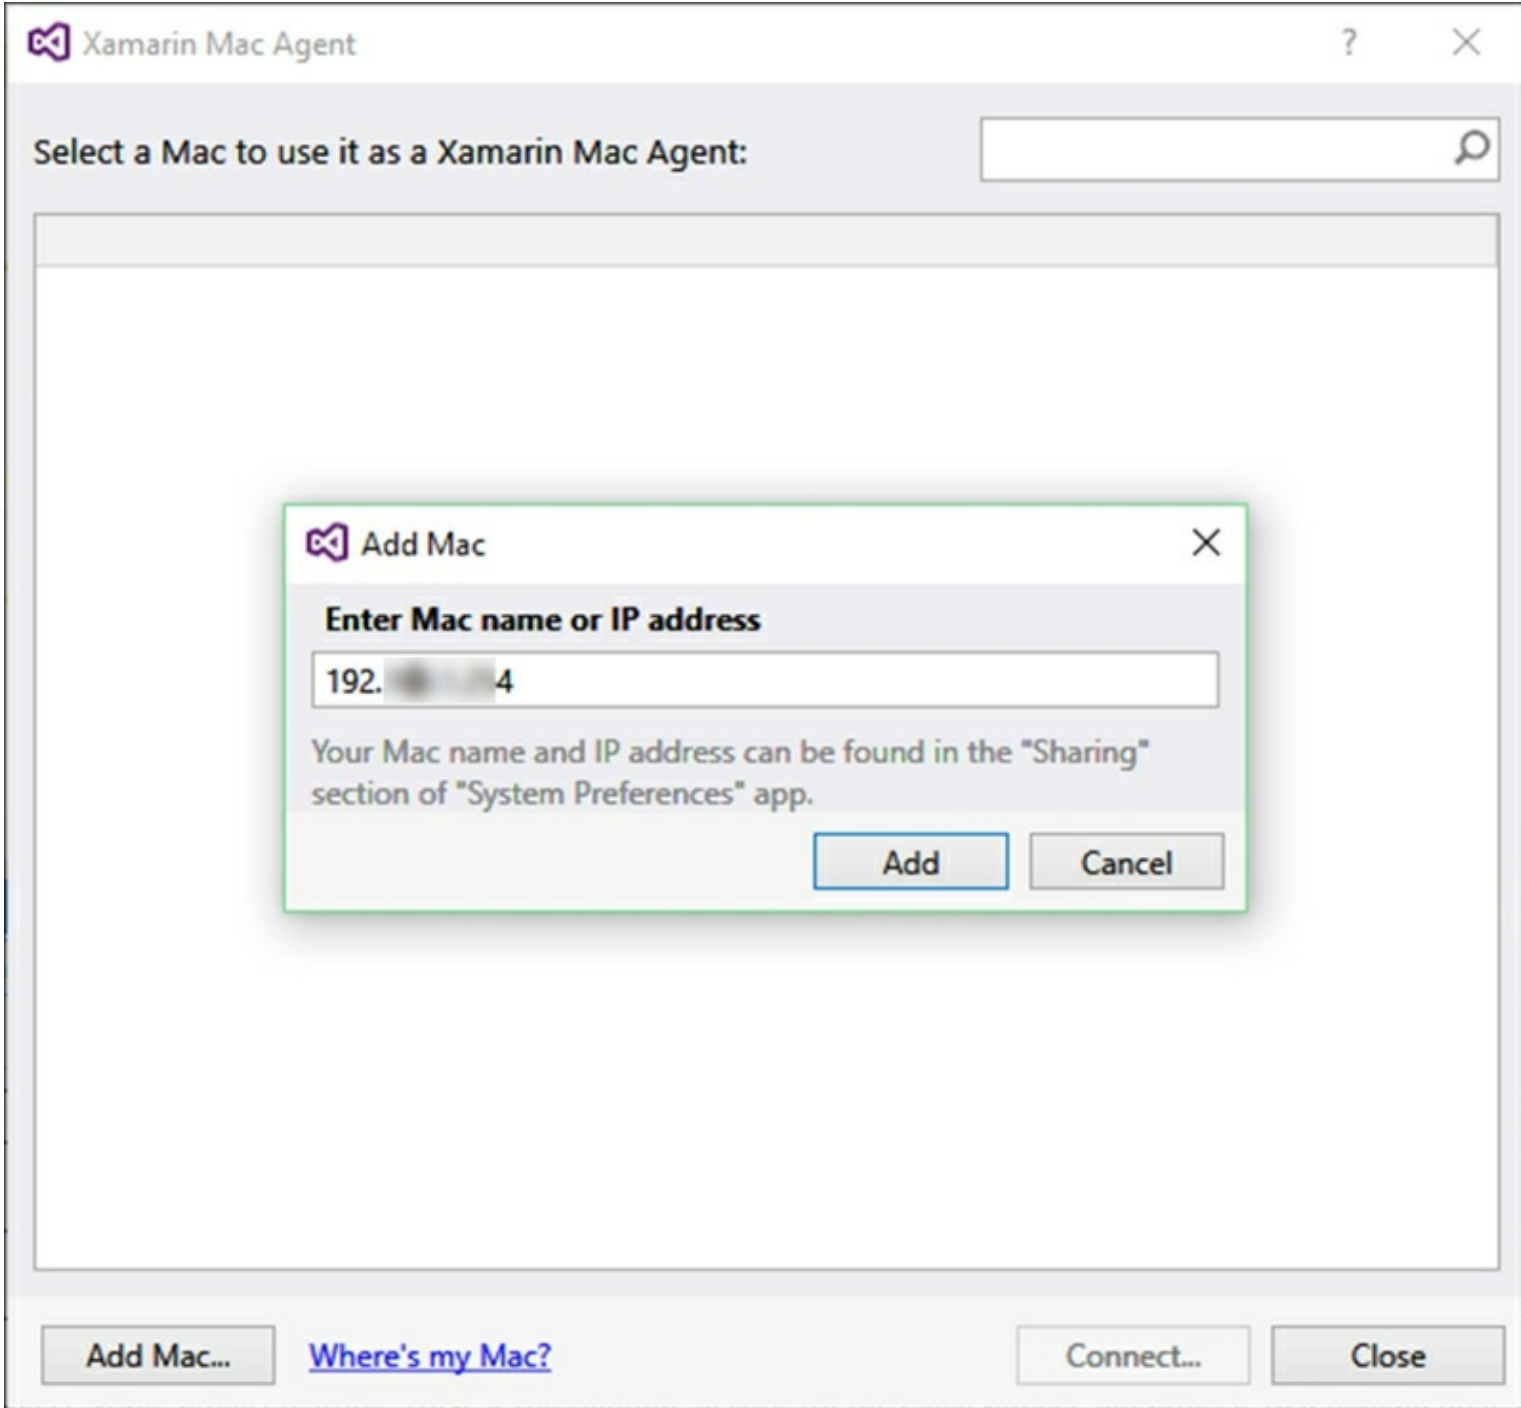 Xamarin Mac Agent
?
Select a Mac to use it as a Xamarin Mac Agent:
Add Mac
Enter Mac name or IP address
192. 4
Your Mac name and IP address can be found in the "Sharing"
section of "System Preferences" app.
Add Cancel
Add Mac... Where's my Mac? Connect... Close